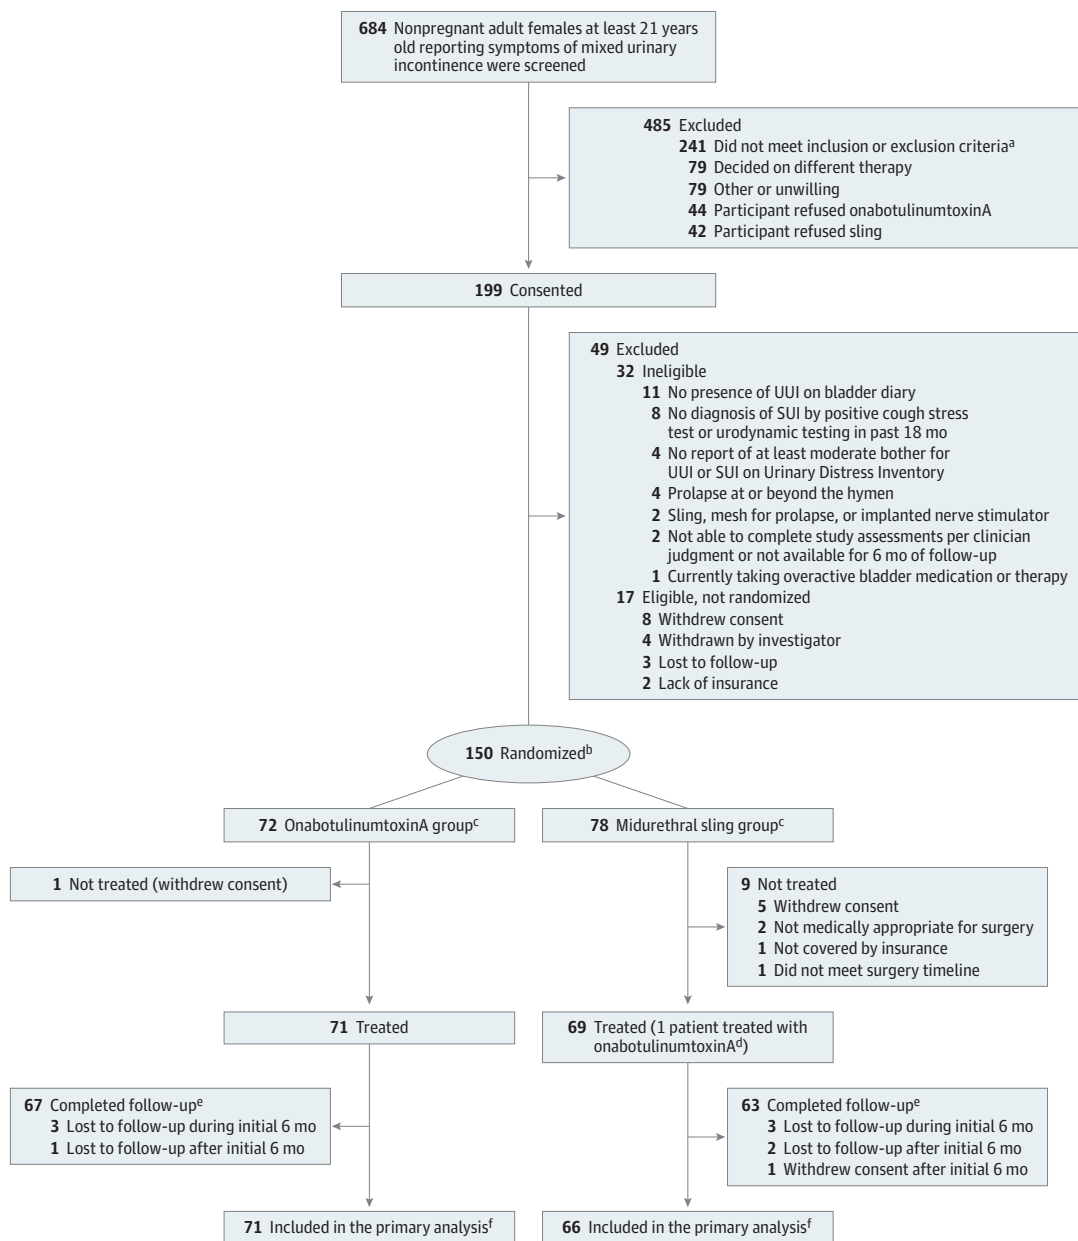 684 Nonpregnant adult females at least 21 years
old reporting symptoms of mixed urinary
incontinence were screened
485 Excluded
241 Did not meet inclusion or exclusion criteriaᵃ
79 Decided on different therapy
79 Other or unwilling
44 Participant refused onabotulinumtoxinA
42 Participant refused sling
199 Consented
49 Excluded
32 Ineligible
11 No presence of UUI on bladder diary
8 No diagnosis of SUI by positive cough stress
test or urodynamic testing in past 18 mo
4 No report of at least moderate bother for
UUI or SUI on Urinary Distress Inventory
4 Prolapse at or beyond the hymen
2 Sling, mesh for prolapse, or implanted nerve stimulator
2 Not able to complete study assessments per clinician
judgment or not available for 6 mo of follow-up
1 Currently taking overactive bladder medication or therapy
17 Eligible, not randomized
8 Withdrew consent
4 Withdrawn by investigator
3 Lost to follow-up
2 Lack of insurance
150 Randomizedᵇ
72 OnabotulinumtoxinA groupᶜ
78 Midurethral sling groupᶜ
1 Not treated (withdrew consent)
9 Not treated
5 Withdrew consent
2 Not medically appropriate for surgery
1 Not covered by insurance
1 Did not meet surgery timeline
71 Treated
69 Treated (1 patient treated with
onabotulinumtoxinAᵈ)
67 Completed follow-upᵉ
3 Lost to follow-up during initial 6 mo
1 Lost to follow-up after initial 6 mo
63 Completed follow-upᵉ
3 Lost to follow-up during initial 6 mo
2 Lost to follow-up after initial 6 mo
1 Withdrew consent after initial 6 mo
71 Included in the primary analysisᶠ
66 Included in the primary analysisᶠ